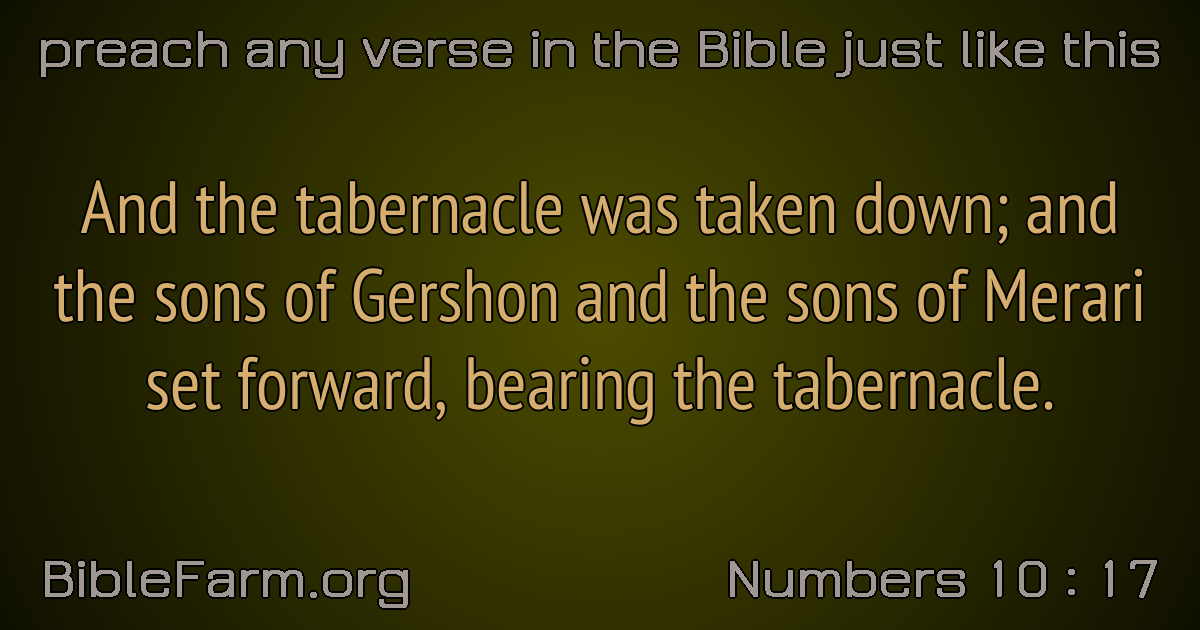 preach any verse in the Bible just like this
And the tabernacle was taken down; and
the sons of Gershon and the sons of Merari
set forward, bearing the tabernacle.
BibleFarm.org
Numbers 10 : 17